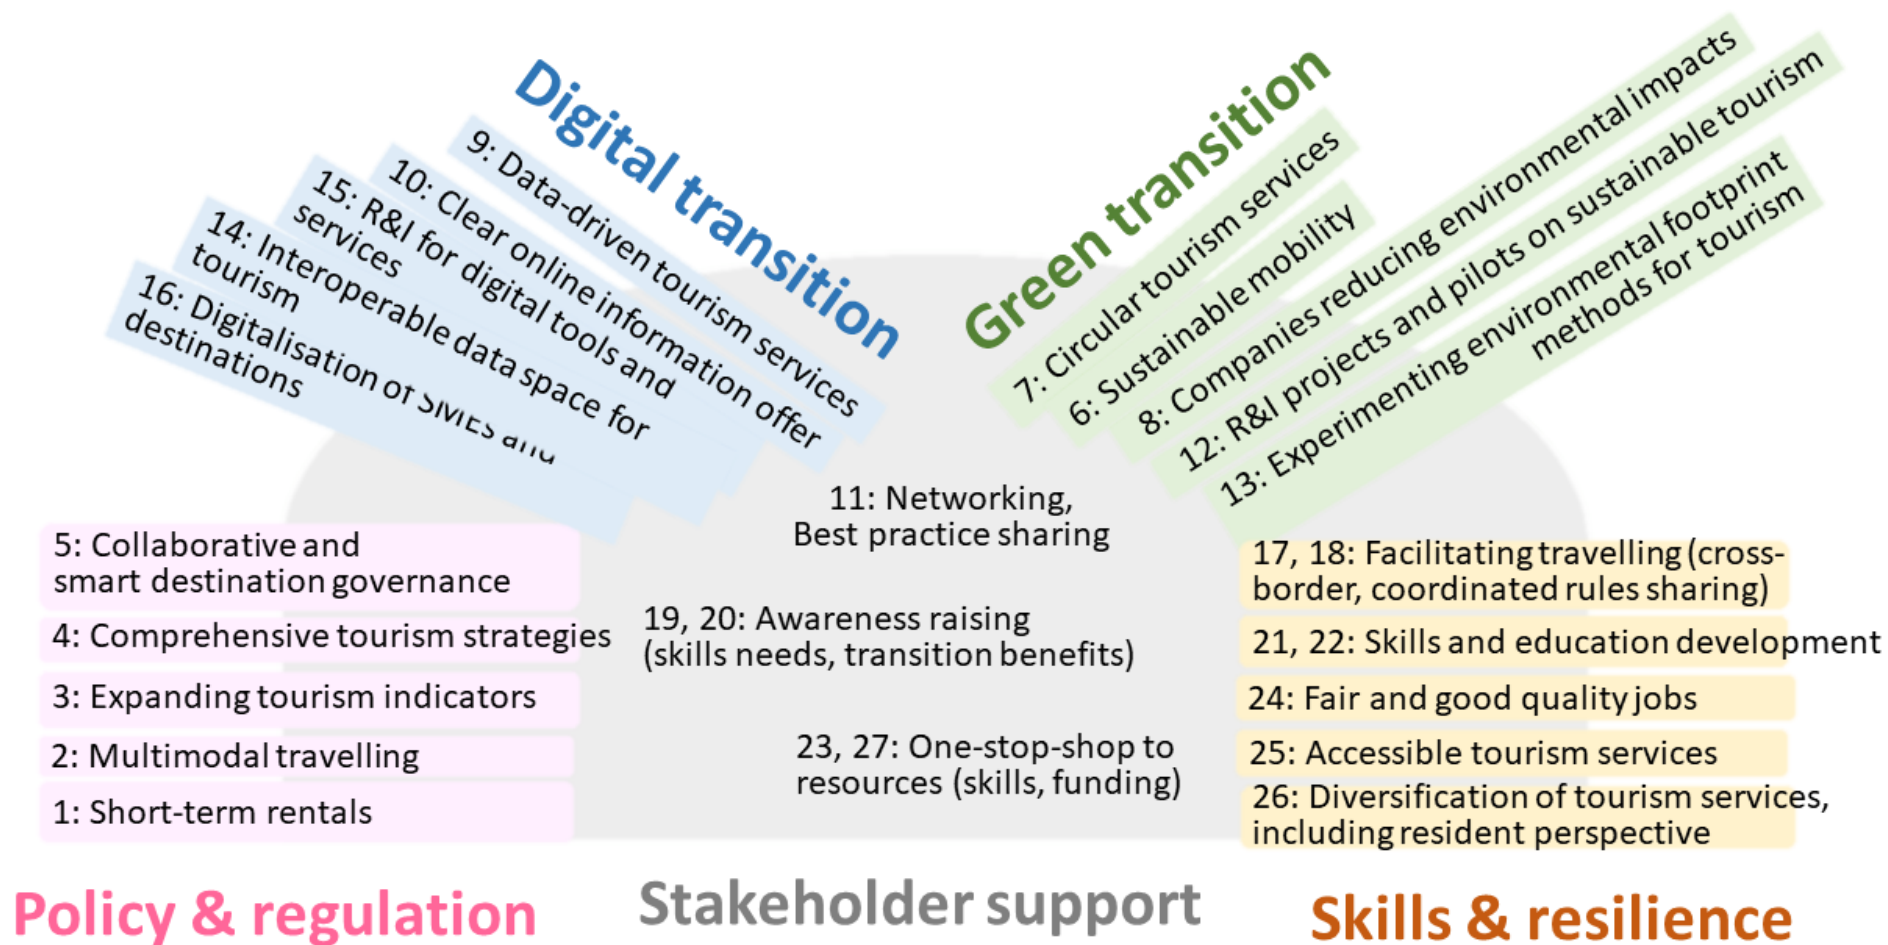 Digital transition
9: Data-driven tourism services
10: Clear online information offer
15: R&I for digital tools and
services
14: Interoperable data space for
tourism
16: Digitalisation of SMEs and
destinations
Green transition
7: Circular tourism services
6: Sustainable mobility
8: Companies reducing environmental impacts
12: R&I projects and pilots on sustainable tourism
13: Experimenting environmental footprint
methods for tourism
11: Networking,
Best practice sharing
19, 20: Awareness raising
(skills needs, transition benefits)
23, 27: One-stop-shop to
resources (skills, funding)
5: Collaborative and
smart destination governance
4: Comprehensive tourism strategies
3: Expanding tourism indicators
2: Multimodal travelling
1: Short-term rentals
17, 18: Facilitating travelling (cross-
border, coordinated rules sharing)
21, 22: Skills and education development
24: Fair and good quality jobs
25: Accessible tourism services
26: Diversification of tourism services,
including resident perspective
Policy & regulation
Stakeholder support
Skills & resilience